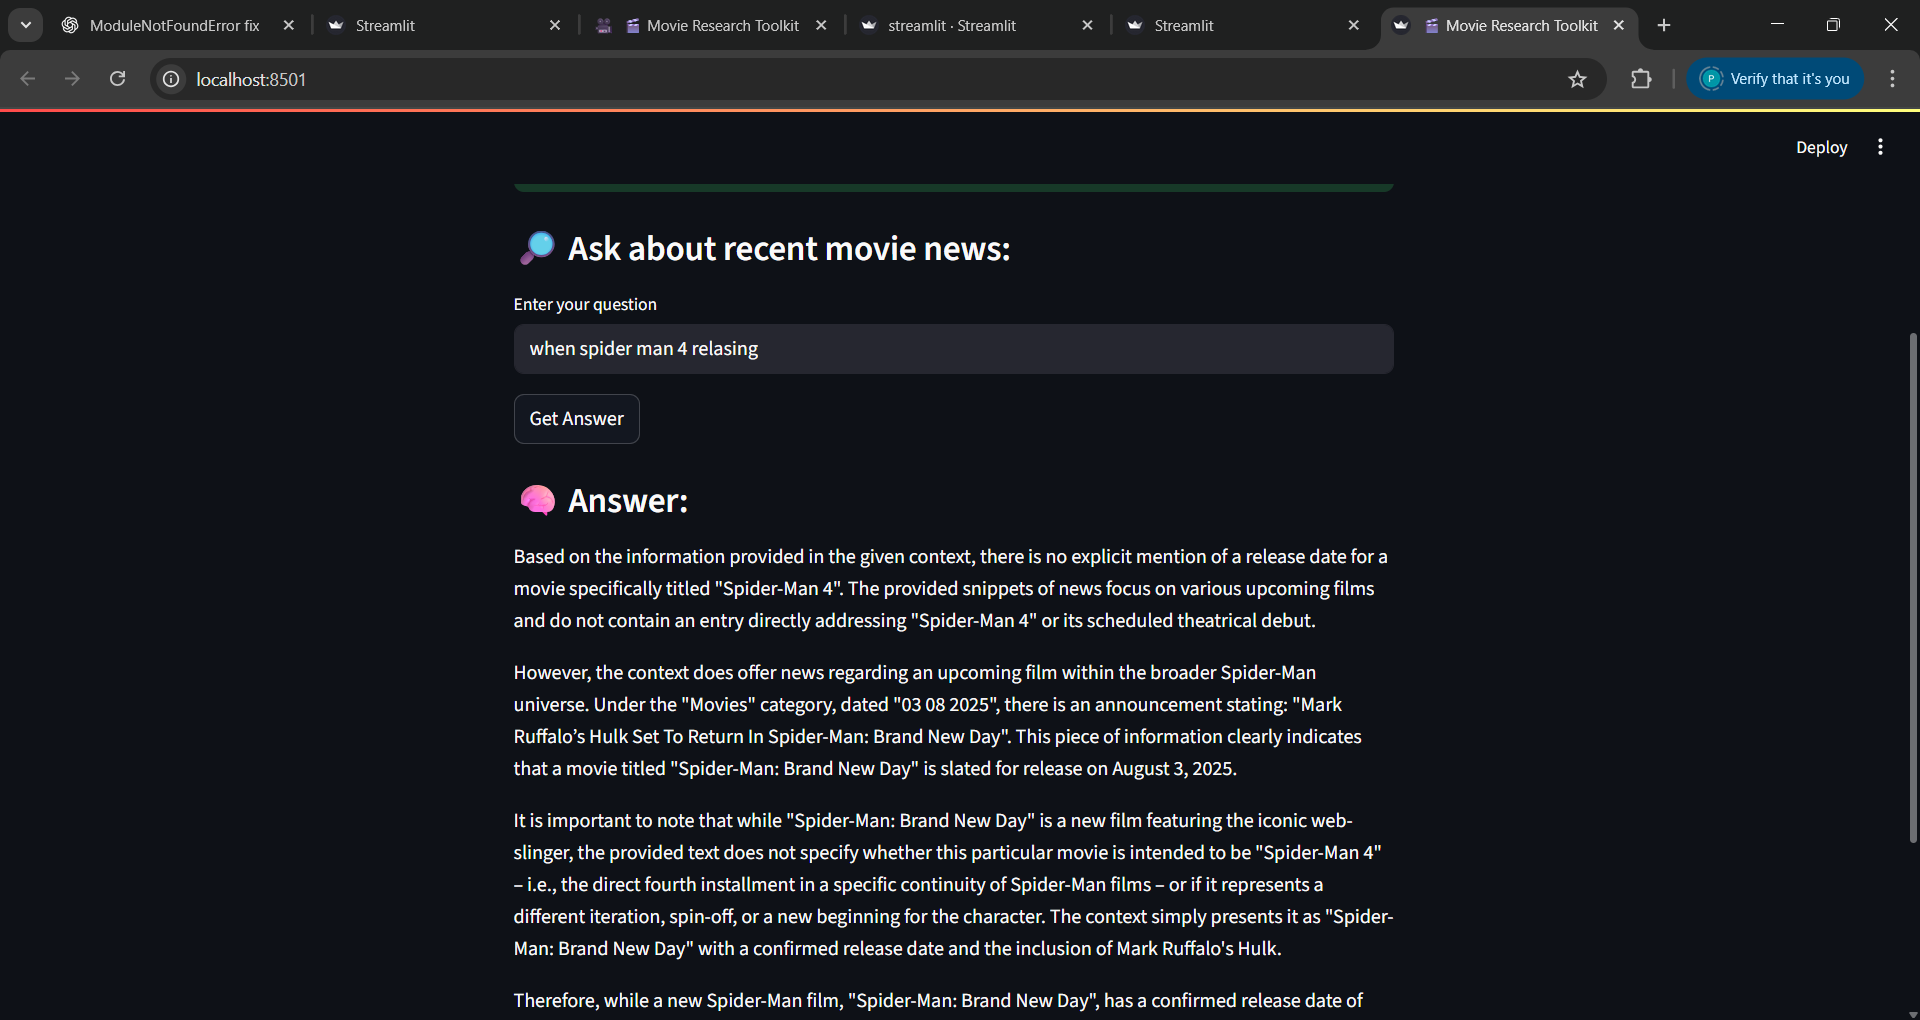 ModuleNotFoundError fix
Streamlit
Movie Research Toolkit
streamlit · Streamlit
Streamlit
Movie Research Toolkit
localhost:8501
P
Verify that it's you
Deploy
Ask about recent movie news:
Enter your question
when spider man 4 relasing
Get Answer
Answer:
Based on the information provided in the given context, there is no explicit mention of a release date for a
movie specifically titled "Spider-Man 4". The provided snippets of news focus on various upcoming films
and do not contain an entry directly addressing "Spider-Man 4" or its scheduled theatrical debut.
However, the context does offer news regarding an upcoming film within the broader Spider-Man
universe. Under the "Movies" category, dated "03 08 2025", there is an announcement stating: "Mark
Ruffalo’s Hulk Set To Return In Spider-Man: Brand New Day". This piece of information clearly indicates
that a movie titled "Spider-Man: Brand New Day" is slated for release on August 3, 2025.
It is important to note that while "Spider-Man: Brand New Day" is a new film featuring the iconic web-
slinger, the provided text does not specify whether this particular movie is intended to be "Spider-Man 4"
– i.e., the direct fourth installment in a specific continuity of Spider-Man films – or if it represents a
different iteration, spin-off, or a new beginning for the character. The context simply presents it as "Spider-
Man: Brand New Day" with a confirmed release date and the inclusion of Mark Ruffalo's Hulk.
Therefore, while a new Spider-Man film, "Spider-Man: Brand New Day", has a confirmed release date of